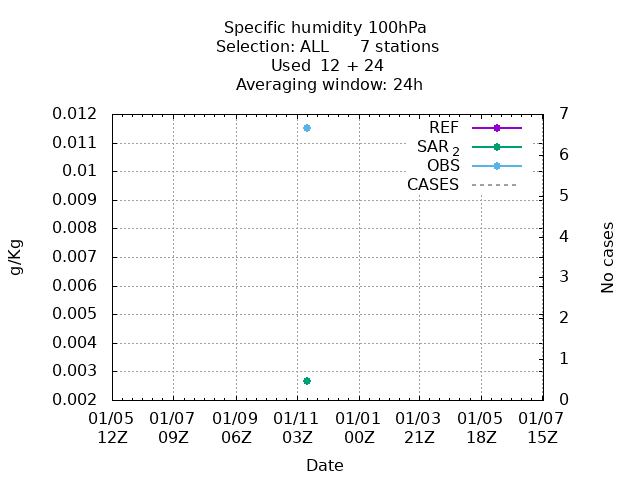 Specific humidity 100hPa
Selection: ALL 7 stations
Used 12 + 24
Averaging window: 24h
0.012
0.011
0.01
0.009
0.008
0.007
0.006
0.005
0.004
0.003
0.002
g/Kg
REF
SAR 2
OBS
CASES
7
6
5
4
3
2
1
0
No cases
01/05 01/07 01/09 01/11 01/01 01/03 01/05 01/07
12Z 09Z 06Z 03Z 00Z 21Z 18Z 15Z
Date